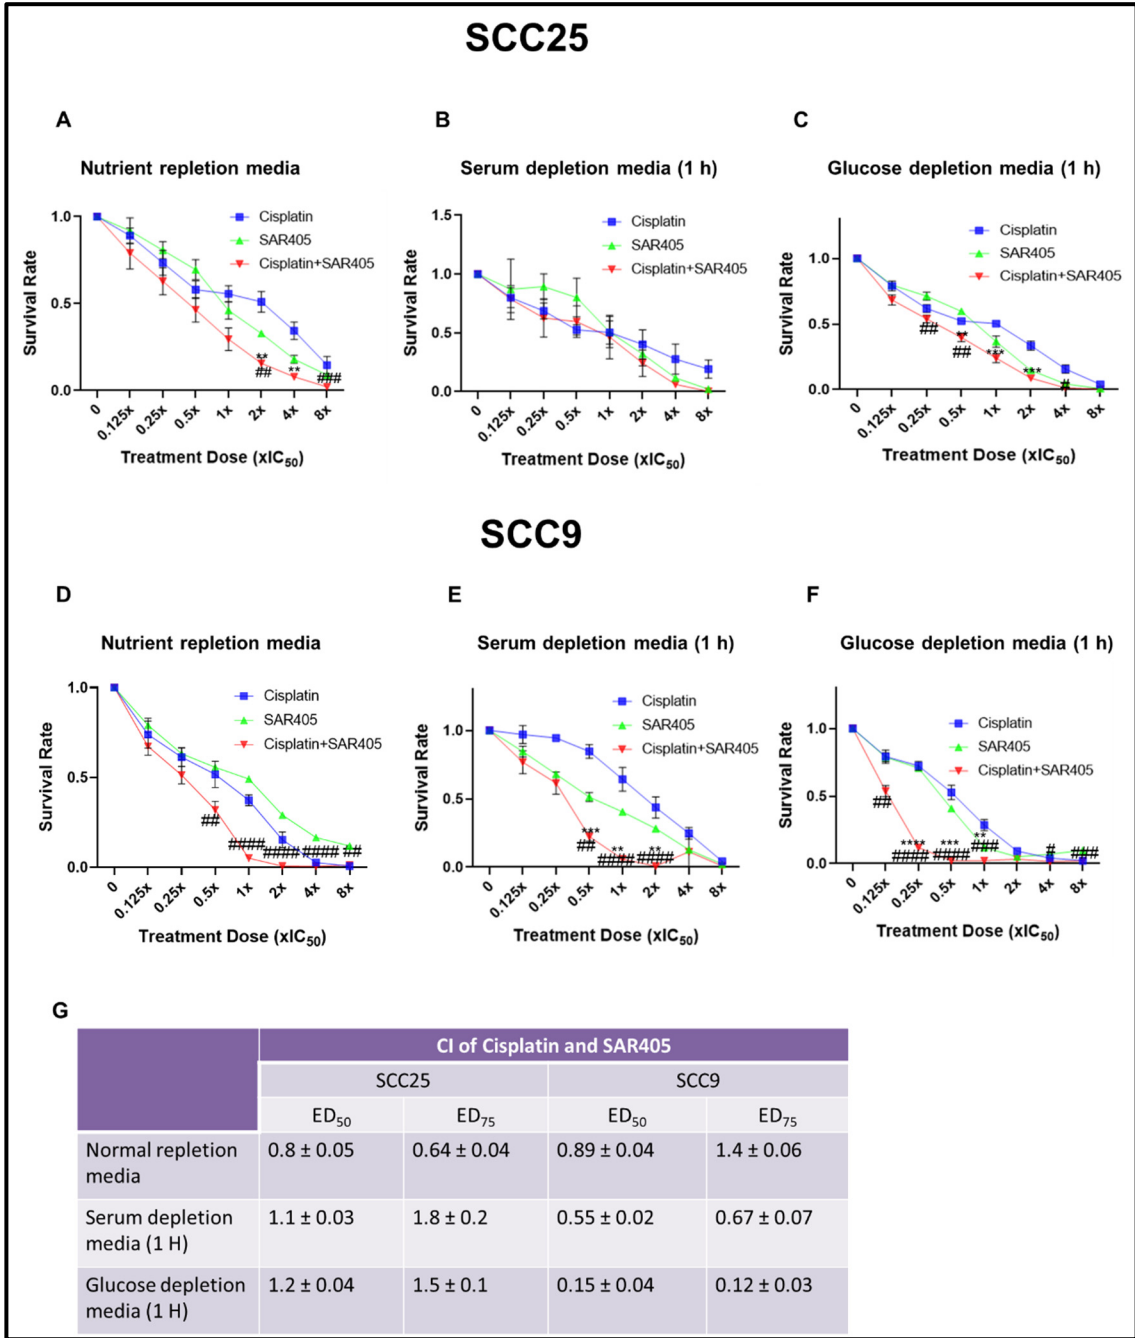 SCC25
A
B
C
Nutrient repletion media
Serum depletion media (1 h)
Glucose depletion media (1 h)
Survival Rate
1.0
0.5
0.0
Cisplatin
SAR405
Cisplatin+SAR405
**
##
**
###
0
0.125x
0.25x
0.5x
1x
2x
4x
8x
Treatment Dose (xIC50)
Survival Rate
1.5
1.0
0.5
0.0
Cisplatin
SAR405
Cisplatin+SAR405
0
0.125x
0.25x
0.5x
1x
2x
4x
8x
Treatment Dose (xIC50)
Survival Rate
1.0
0.5
0.0
Cisplatin
SAR405
Cisplatin+SAR405
##
**
##
***
***
#
0
0.125x
0.25x
0.5x
1x
2x
4x
8x
Treatment Dose (xIC50)
SCC9
D
E
F
Nutrient repletion media
Serum depletion media (1 h)
Glucose depletion media (1 h)
Survival Rate
1.0
0.5
0.0
Cisplatin
SAR405
Cisplatin+SAR405
##
####
####
####
##
0
0.125x
0.25x
0.5x
1x
2x
4x
8x
Treatment Dose (xIC50)
Survival Rate
1.0
0.5
0.0
Cisplatin
SAR405
Cisplatin+SAR405
***
##
**
####
**
####
0
0.125x
0.25x
0.5x
1x
2x
4x
8x
Treatment Dose (xIC50)
Survival Rate
1.0
0.5
0.0
Cisplatin
SAR405
Cisplatin+SAR405
##
****
####
***
####
**
###
#
###
0
0.125x
0.25x
0.5x
1x
2x
4x
8x
Treatment Dose (xIC50)
G
CI of Cisplatin and SAR405
SCC25 SCC9
ED50 ED75 ED50 ED75
Normal repletion 0.8 ± 0.05 0.64 ± 0.04 0.89 ± 0.04 1.4 ± 0.06
media
Serum depletion 1.1 ± 0.03 1.8 ± 0.2 0.55 ± 0.02 0.67 ± 0.07
media (1 H)
Glucose depletion 1.2 ± 0.04 1.5 ± 0.1 0.15 ± 0.04 0.12 ± 0.03
media (1 H)